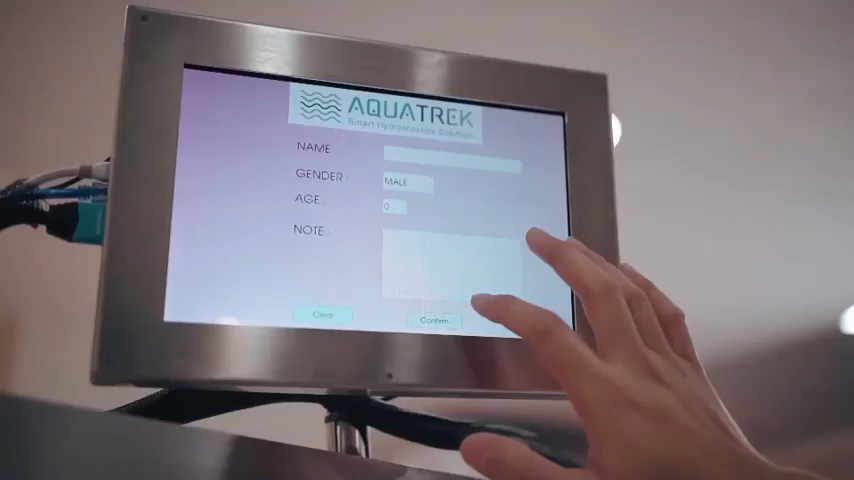 AQUATREK
Smart Hydrotherapy Solution
NAME :
GENDER : MALE
AGE : 0
NOTE :
Clear Confirm